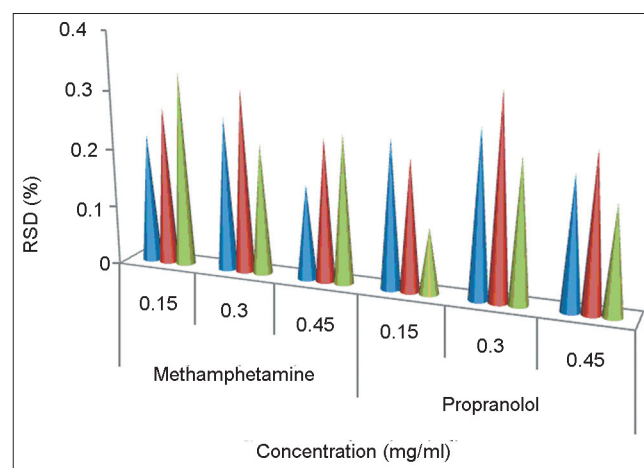 0.4
0.3
0.2
0.1
0
RSD (%)
0.15
0.3
0.45
0.15
0.3
0.45
Methamphetamine
Propranolol
Concentration (mg/ml)